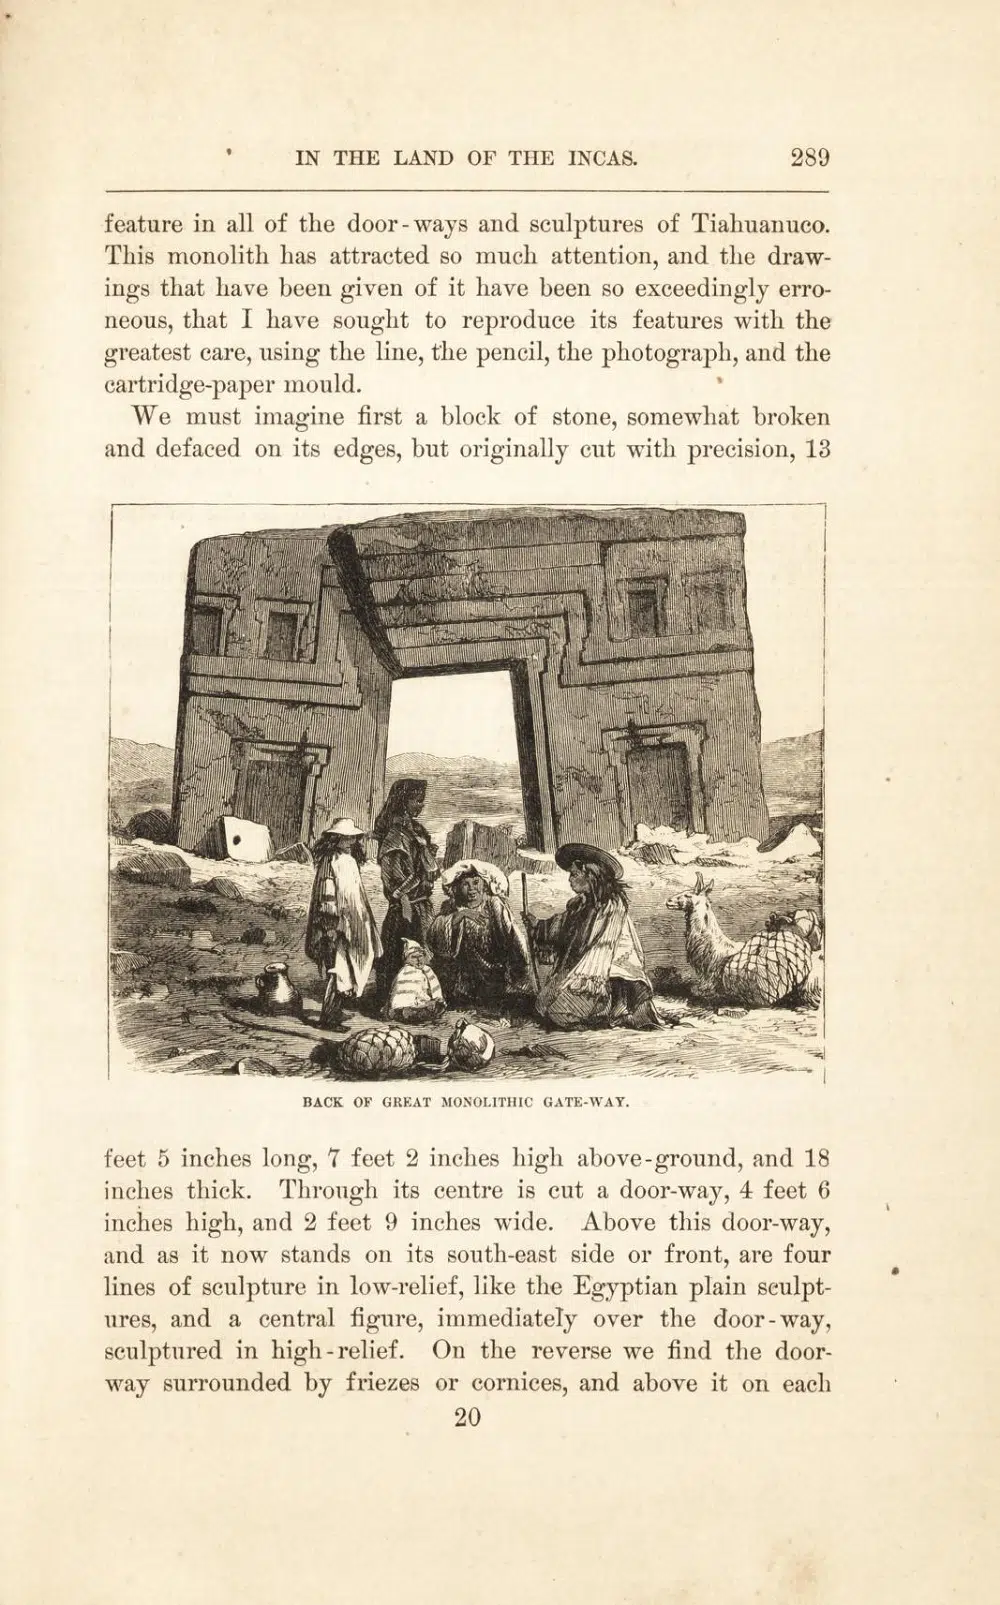 IN THE LAND OF THE INCAS. 289
feature in all of the door-ways and sculptures of Tiahuanuco.
This monolith has attracted so much attention, and the draw-
ings that have been given of it have been so exceedingly erro-
neous, that I have sought to reproduce its features with the
greatest care, using the line, the pencil, the photograph, and the
cartridge-paper mould.
We must imagine first a block of stone, somewhat broken
and defaced on its edges, but originally cut with precision, 13
BACK OF GREAT MONOLITHIC GATE-WAY.
feet 5 inches long, 7 feet 2 inches high above-ground, and 18
inches thick. Through its centre is cut a door-way, 4 feet 6
inches high, and 2 feet 9 inches wide. Above this door-way,
and as it now stands on its south-east side or front, are four
lines of sculpture in low-relief, like the Egyptian plain sculpt-
ures, and a central figure, immediately over the door-way,
sculptured in high-relief. On the reverse we find the door-
way surrounded by friezes or cornices, and above it on each
20